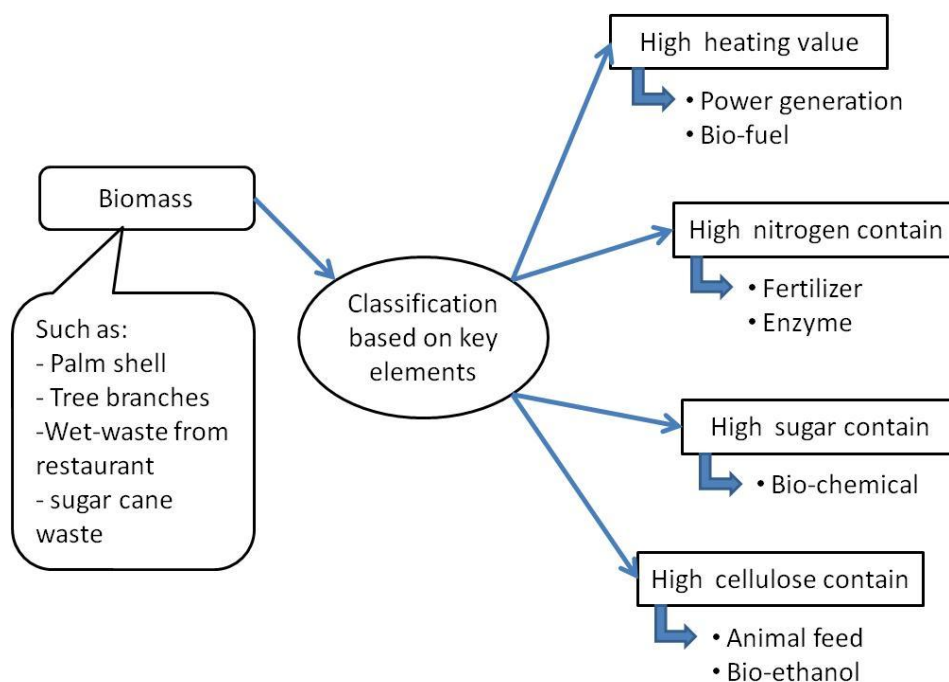 High heating value
• Power generation
• Bio-fuel
Biomass
Such as:
- Palm shell
- Tree branches
-Wet-waste from
restaurant
- sugar cane
waste
Classification
based on key
elements
High nitrogen contain
• Fertilizer
• Enzyme
High sugar contain
• Bio-chemical
High cellulose contain
• Animal feed
• Bio-ethanol